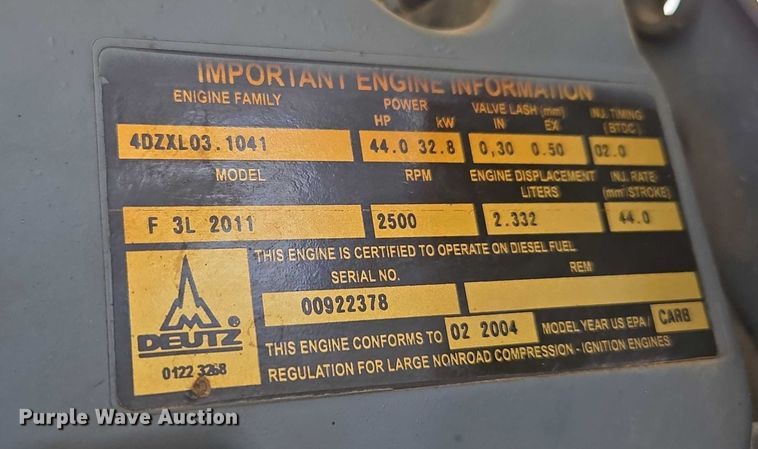 IMPORTANT ENGINE INFORMATION
ENIGINE FAMILY POWER VALVE LASH (mm) INJ. TIMING
HP kW IN EX (BTDC)
4DZXL03.1041 44.0 32.8 0,30 0.50 02.0
MODEL RPM ENGINE DISPLACEMENT INJ. RATE
LITERS (mm³/STROKE)
F 3L 2011 2500 2.332 44.0
THIS ENGINE IS CERTIFIED TO OPERATE ON DIESEL FUEL.
SERIAL NO. REM
00922378
DEUTZ ®
THIS ENGINE CONFORMS TO 02 2004 MODEL YEAR US EPA / CARB
0122 3268 REGULATION FOR LARGE NONROAD COMPRESSION - IGNITION ENGINES
Purple Wave Auction